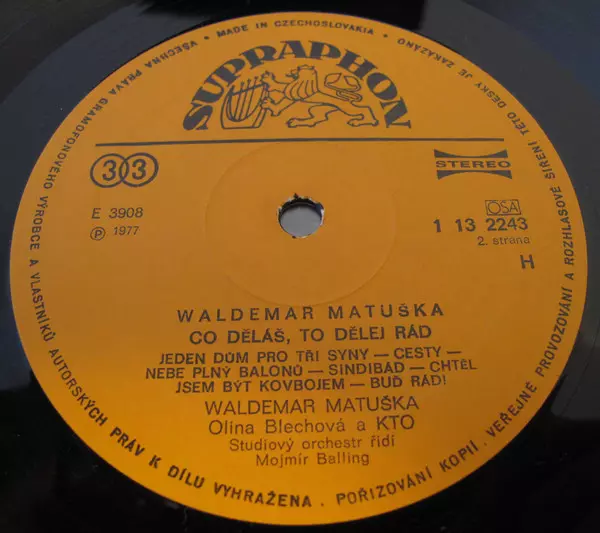 VŠECHNA PRÁVA GRAMOFONOVÉHO VÝROBCE A VLASTNÍKŮ AUTORSKÝCH PRÁV K DÍLU VYHRAŽENA. POŘIZOVÁNÍ KOPIÍ. VEŘEJNÉ PROVOZOVÁNÍ A ROZHLASOVÉ ŠÍŘENÍ TÉTO DESKY JE ZAKÁZÁNO
• MADE IN CZECHOSLOVAKIA •
SUPRAPHON
33
STEREO
E 3908
℗ 1977
OSA
1 13 2243
2. strana
H
WALDEMAR MATUŠKA
CO DĚLÁŠ, TO DĚLEJ RÁD
JEDEN DŮM PRO TŘI SYNY — CESTY —
NEBE PLNÝ BALONŮ — SINDIBÁD — CHTĚL
JSEM BÝT KOVBOJEM — BUĎ RÁD!
WALDEMAR MATUŠKA
Olina Blechová a KTO
Studiový orchestr řídí
Mojmír Balling